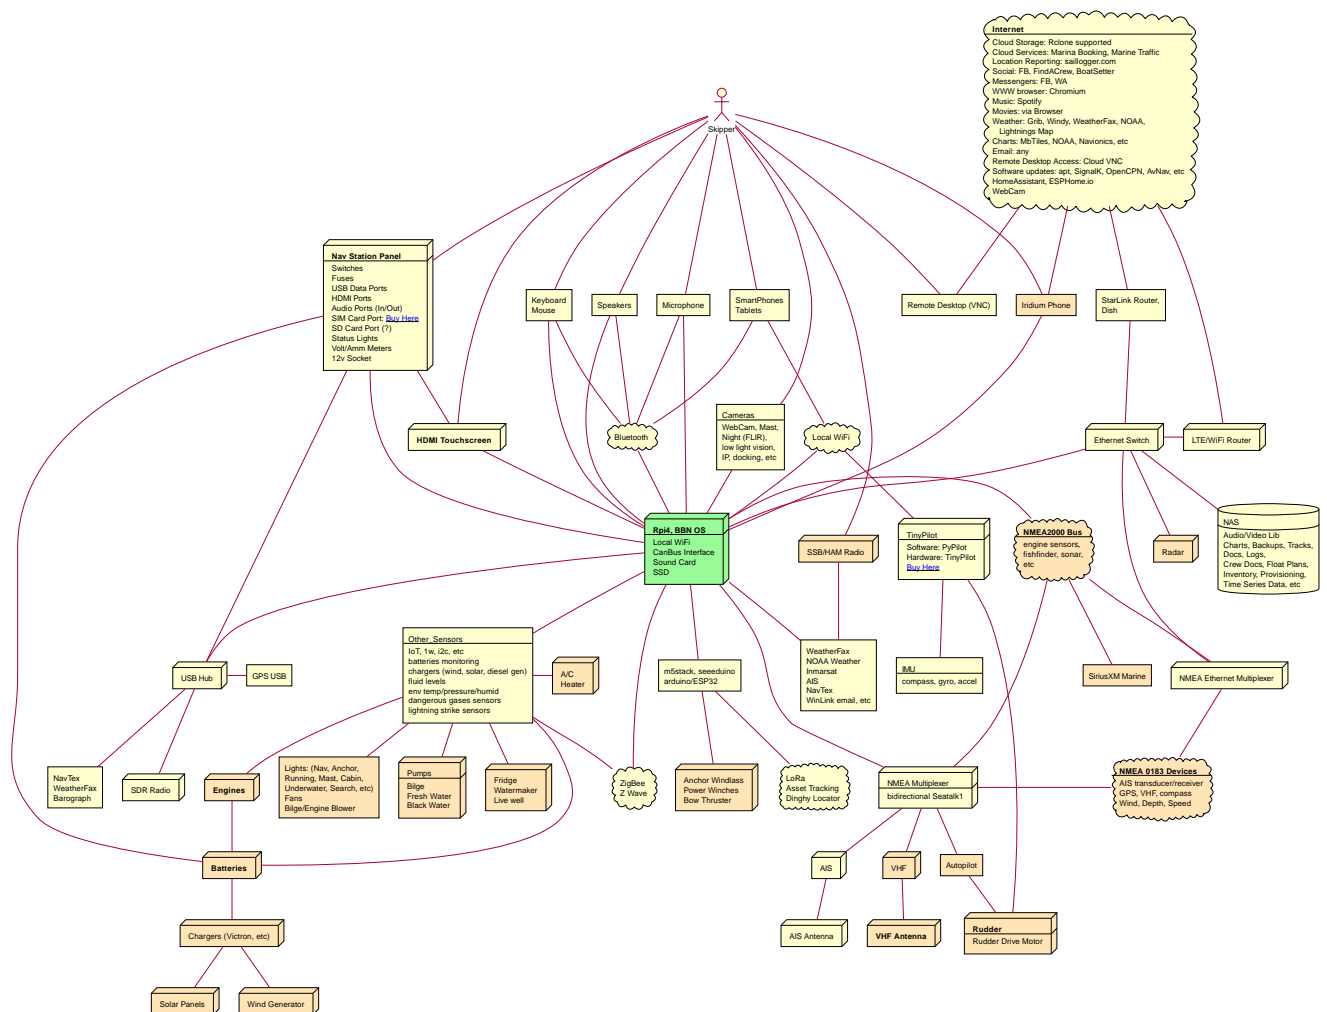 Internet
Cloud Storage: Rclone supported
Cloud Services: Marina Booking, Marine Traffic
Location Reporting: saillogger.com
Social: FB, FindACrew, BoatSetter
Messengers: FB, WA
WWW browser: Chromium
Music: Spotify
Movies: via Browser
Weather: Grib, Windy, WeatherFax, NOAA,
Lightnings Map
Charts: MbTiles, NOAA, Navionics, etc
Email: any
Remote Desktop Access: Cloud VNC
Software updates: apt, SignalK, OpenCPN, AvNav, etc
HomeAssistant, ESPHome.io
WebCam
Skipper
Nav Station Panel
Switches
Fuses
USB Data Ports
HDMI Ports
Audio Ports (In/Out)
SIM Card Port: Buy Here
SD Card Port (?)
Status Lights
Volt/Amm Meters
12v Socket
Keyboard
Mouse
Speakers
Microphone
SmartPhones
Tablets
Remote Desktop (VNC)
Iridium Phone
StarLink Router,
Dish
HDMI Touchscreen
Bluetooth
Cameras
WebCam, Mast,
Night (FLIR),
low light vision,
IP, docking, etc
Local WiFi
Ethernet Switch
LTE/WiFi Router
Rpi4, BBN OS
Local WiFi
CanBus Interface
Sound Card
SSD
SSB/HAM Radio
TinyPilot
Software: PyPilot
Hardware: TinyPilot
Buy Here
NMEA2000 Bus
engine sensors,
fishfinder, sonar,
etc
Radar
NAS
Audio/Video Lib
Charts, Backups, Tracks,
Docs, Logs,
Crew Docs, Float Plans,
Inventory, Provisioning,
Time Series Data, etc
USB Hub
GPS USB
Other_Sensors
IoT, 1w, i2c, etc
batteries monitoring
chargers (wind, solar, diesel gen)
fluid levels
env temp/pressure/humid
dangerous gases sensors
lightning strike sensors
A/C
Heater
m5stack, seeeduino
arduino/ESP32
WeatherFax
NOAA Weather
Inmarsat
AIS
NavTex
WinLink email, etc
IMU
compass, gyro, accel
SiriusXM Marine
NMEA Ethernet Multiplexer
NavTex
WeatherFax
Barograph
SDR Radio
Engines
Lights: (Nav, Anchor,
Running, Mast, Cabin,
Underwater, Search, etc)
Fans
Bilge/Engine Blower
Pumps
Bilge
Fresh Water
Black Water
Fridge
Watermaker
Live well
ZigBee
Z Wave
Anchor Windlass
Power Winches
Bow Thruster
LoRa
Asset Tracking
Dinghy Locator
NMEA Multiplexer
bidirectional Seatalk1
NMEA 0183 Devices
AIS transducer/receiver
GPS, VHF, compass
Wind, Depth, Speed
Batteries
AIS
VHF
Autopilot
Chargers (Victron, etc)
AIS Antenna
VHF Antenna
Rudder
Rudder Drive Motor
Solar Panels
Wind Generator